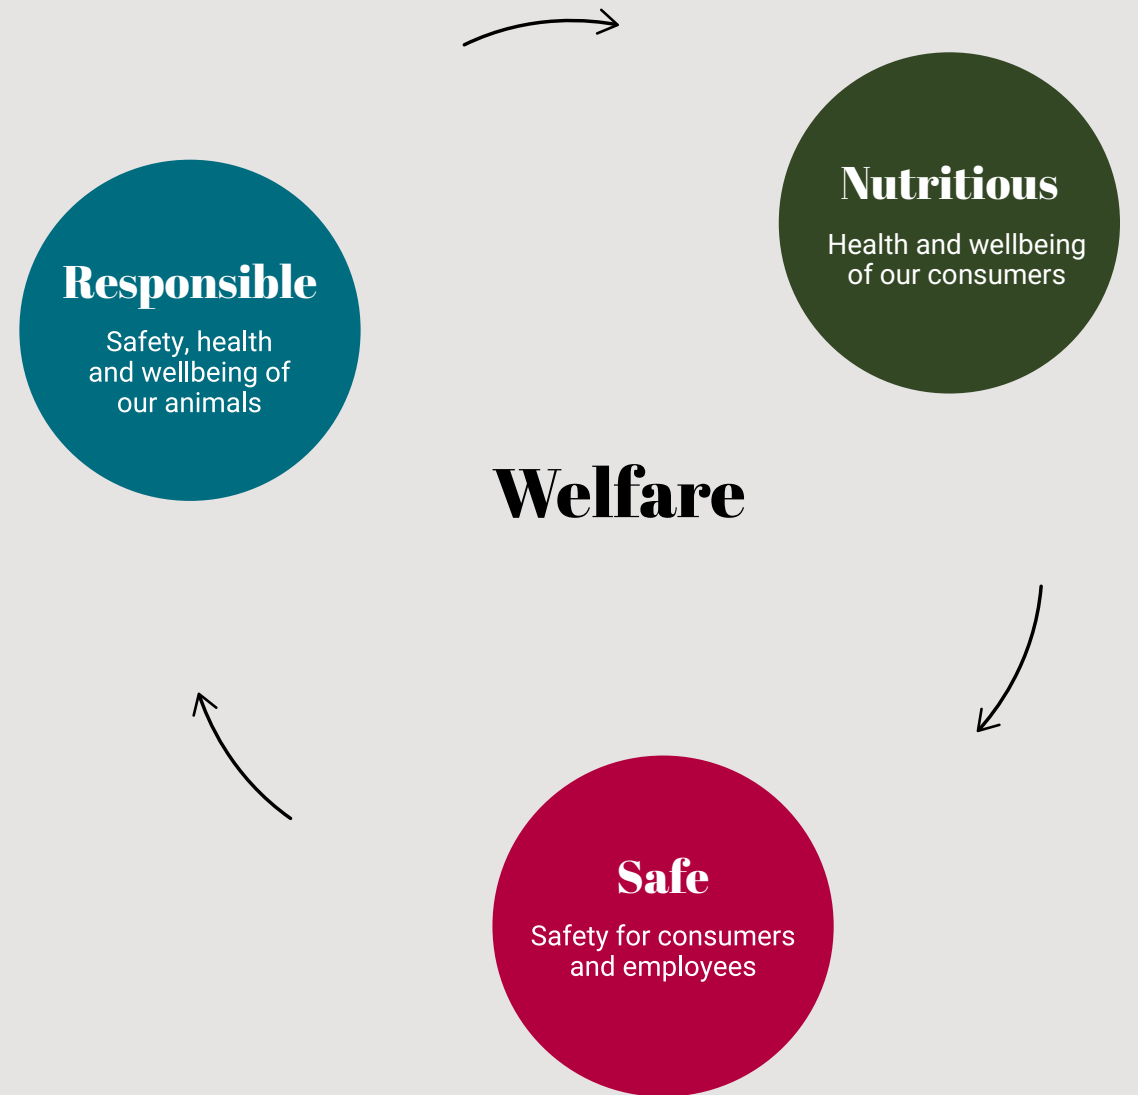 Nutritious
Health and wellbeing
of our consumers
Responsible
Safety, health
and wellbeing of
our animals
Welfare
Safe
Safety for consumers
and employees